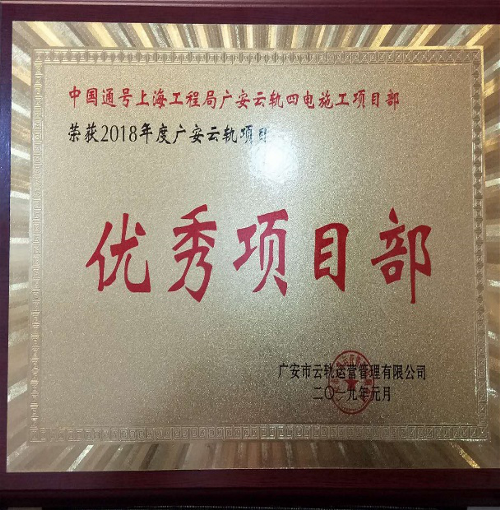 中国通号上海工程局广安云轨四电施工项目部
荣获2018年度广安云轨项目
优秀项目部
广安市云轨运营管理有限公司
二〇一九年元月